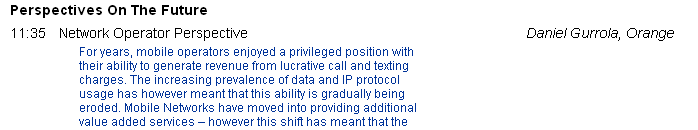 Perspectives On The Future
11:35 Network Operator Perspective Daniel Gurrola, Orange
For years, mobile operators enjoyed a privileged position with
their ability to generate revenue from lucrative call and texting
charges. The increasing prevalence of data and IP protocol
usage has however meant that this ability is gradually being
eroded. Mobile Networks have moved into providing additional
value added services – however this shift has meant that the